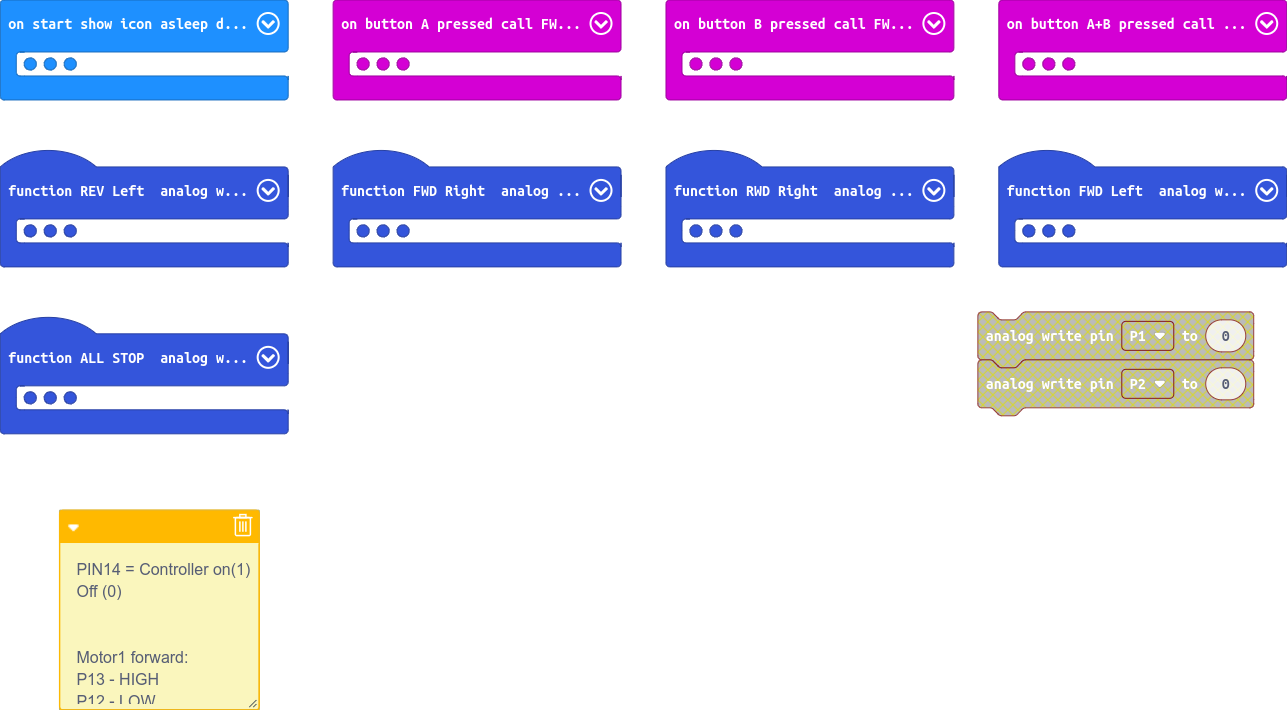 on start show icon asleep d...
on button A pressed call FW...
on button B pressed call FW...
on button A+B pressed call ...
function REV Left analog w...
function FWD Right analog ...
function RWD Right analog ...
function FWD Left analog w...
function ALL STOP analog w...
analog write pin P1 to 0
analog write pin P2 to 0
PIN14 = Controller on(1)
Off (0)
Motor1 forward:
P13 - HIGH
P12 - LOW